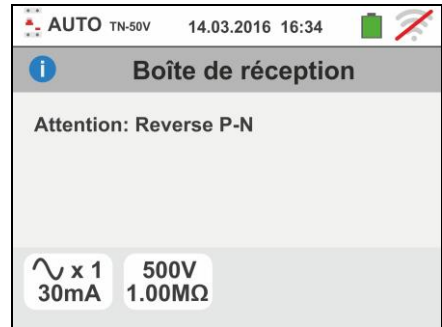 AUTO TN-50V 14.03.2016 16:34
i Boîte de réception
Attention: Reverse P-N
x 1 500V
30mA 1.00MΩ